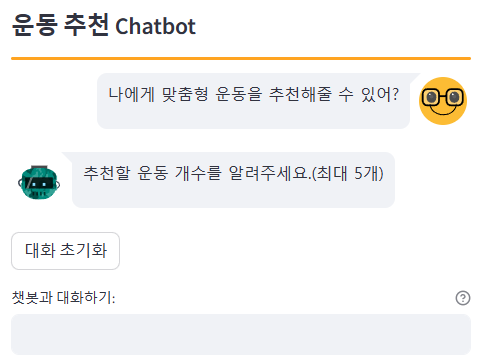 운동 추천 Chatbot
나에게 맞춤형 운동을 추천해줄 수 있어?
추천할 운동 개수를 알려주세요.(최대 5개)
대화 초기화
챗봇과 대화하기:
?